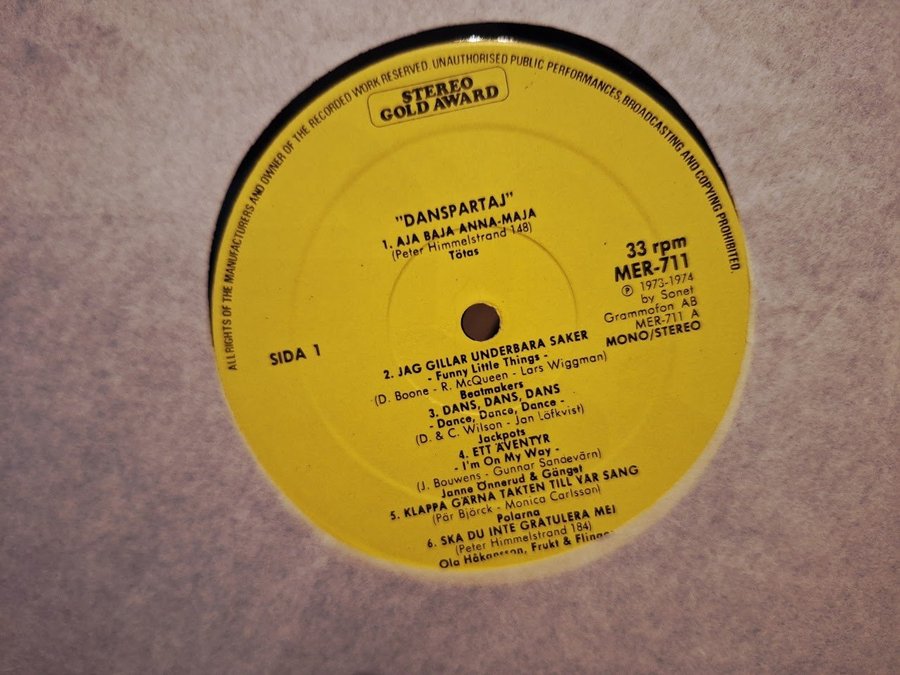 ALL RIGHTS OF THE MANUFACTURERS AND OWNER OF THE RECORDED WORK RESERVED. UNAUTHORISED PUBLIC PERFORMANCES, BROADCASTING AND COPYING PROHIBITED.
STEREO
GOLD AWARD
"DANSPARTAJ"
1. AJA BAJA ANNA-MAJA
(Peter Himmelstrand 148)
Tötas
33 rpm
MER-711
Ⓟ 1973-1974
by Sonet
Grammofon AB
MER-711 A
MONO/STEREO
SIDA 1
2. JAG GILLAR UNDERBARA SAKER
- Funny Little Things -
(D. Boone - R. McQueen - Lars Wiggman)
Beatmakers
3. DANS, DANS, DANS
- Dance, Dance, Dance -
(D. & C. Wilson - Jan Löfkvist)
Jackpots
4. ETT ÄVENTYR
- I'm On My Way -
(J. Bouwens - Gunnar Sandevärn)
Janne Önnerud & Gänget
5. KLAPPA GÄRNA TAKTEN TILL VÅR SÅNG
(Pär Björck - Monica Carlsson)
Polarna
6. SKA DU INTE GRATULERA MEJ
(Peter Himmelstrand 184)
Ola Håkansson, Frukt &